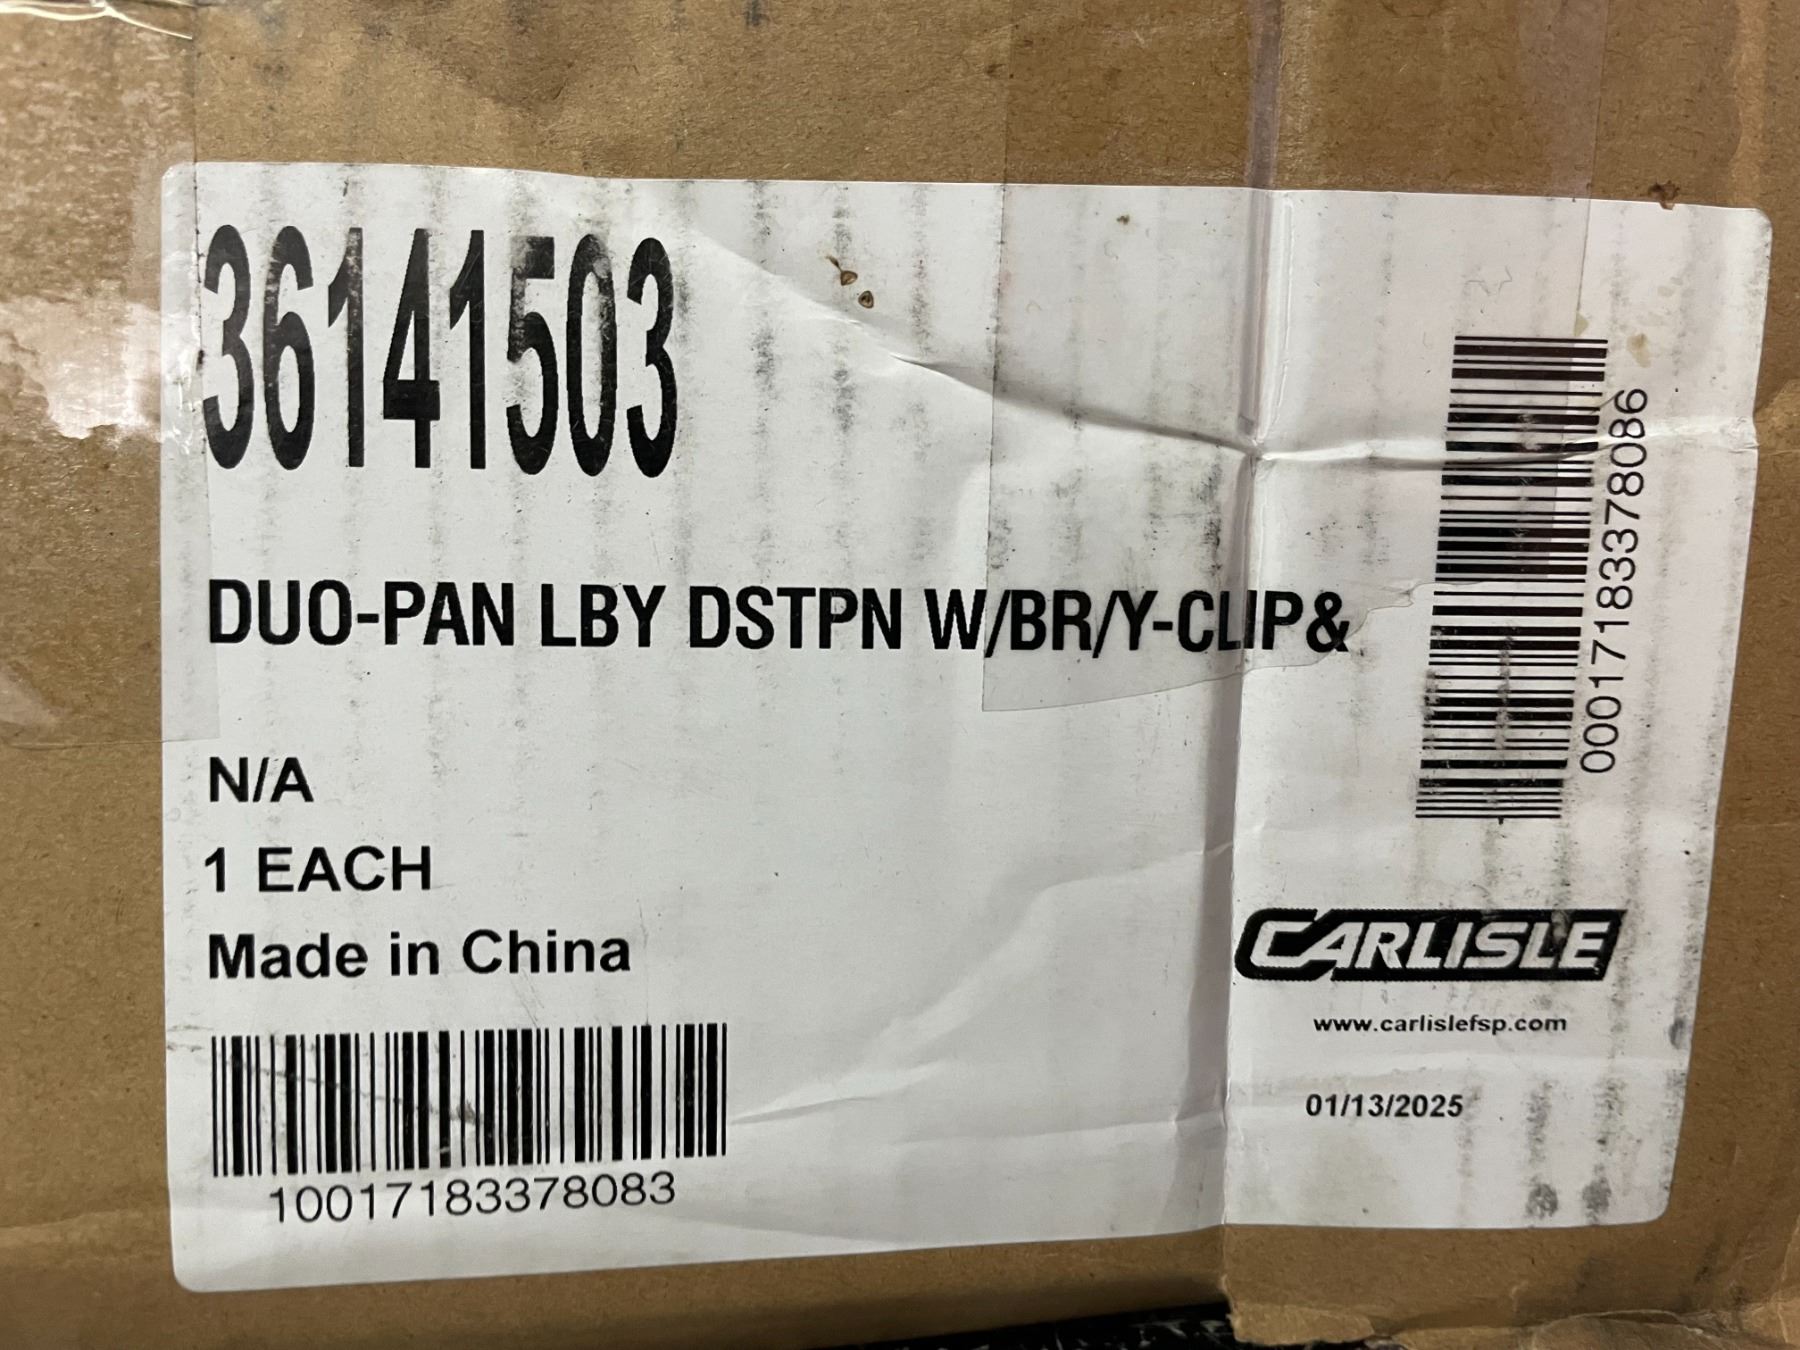 36141503
DUO-PAN LBY DSTPN W/BR/Y-CLIP&
N/A
1 EACH
Made in China
10017183378083
00017183378086
CARLISLE
www.carlislefsp.com
01/13/2025